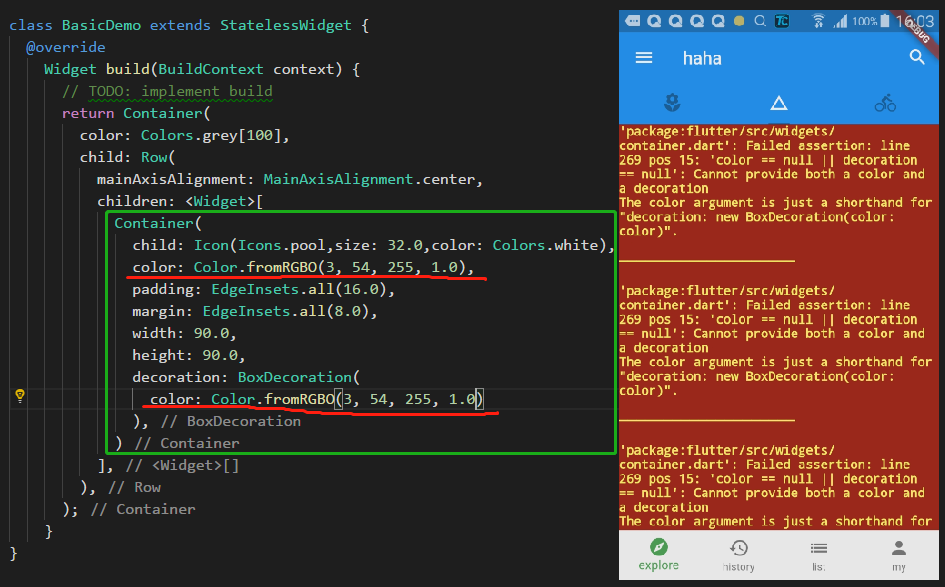 class BasicDemo extends StatelessWidget {
@override
Widget build(BuildContext context) {
// TODO: implement build
return Container(
color: Colors.grey[100],
child: Row(
mainAxisAlignment: MainAxisAlignment.center,
children: <Widget>[
Container(
child: Icon(Icons.pool,size: 32.0,color: Colors.white),
color: Color.fromRGBO(3, 54, 255, 1.0),
padding: EdgeInsets.all(16.0),
margin: EdgeInsets.all(8.0),
width: 90.0,
height: 90.0,
decoration: BoxDecoration(
color: Color.fromRGBO(3, 54, 255, 1.0)
), // BoxDecoration
) // Container
], // <Widget>[]
), // Row
); // Container
}
}
TC 100% 16:03
DEBUG
haha
'package:flutter/src/widgets/
container.dart': Failed assertion: line
269 pos 15: 'color == null || decoration
== null': Cannot provide both a color and
a decoration
The color argument is just a shorthand for
"decoration: new BoxDecoration(color:
color)".
'package:flutter/src/widgets/
container.dart': Failed assertion: line
269 pos 15: 'color == null || decoration
== null': Cannot provide both a color and
a decoration
The color argument is just a shorthand for
"decoration: new BoxDecoration(color:
color)".
'package:flutter/src/widgets/
container.dart': Failed assertion: line
269 pos 15: 'color == null || decoration
== null': Cannot provide both a color and
a decoration
The color argument is just a shorthand for
explore history list my